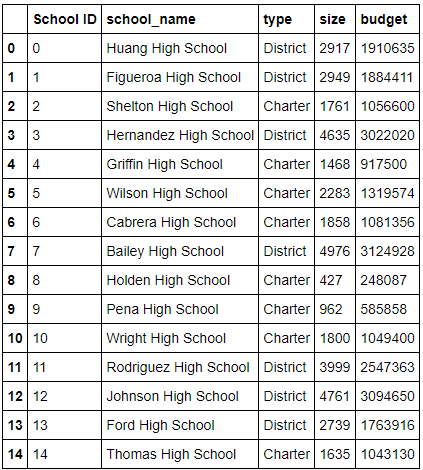 School ID school_name type size budget
0 0 Huang High School District 2917 1910635
1 1 Figueroa High School District 2949 1884411
2 2 Shelton High School Charter 1761 1056600
3 3 Hernandez High School District 4635 3022020
4 4 Griffin High School Charter 1468 917500
5 5 Wilson High School Charter 2283 1319574
6 6 Cabrera High School Charter 1858 1081356
7 7 Bailey High School District 4976 3124928
8 8 Holden High School Charter 427 248087
9 9 Pena High School Charter 962 585858
10 10 Wright High School Charter 1800 1049400
11 11 Rodriguez High School District 3999 2547363
12 12 Johnson High School District 4761 3094650
13 13 Ford High School District 2739 1763916
14 14 Thomas High School Charter 1635 1043130